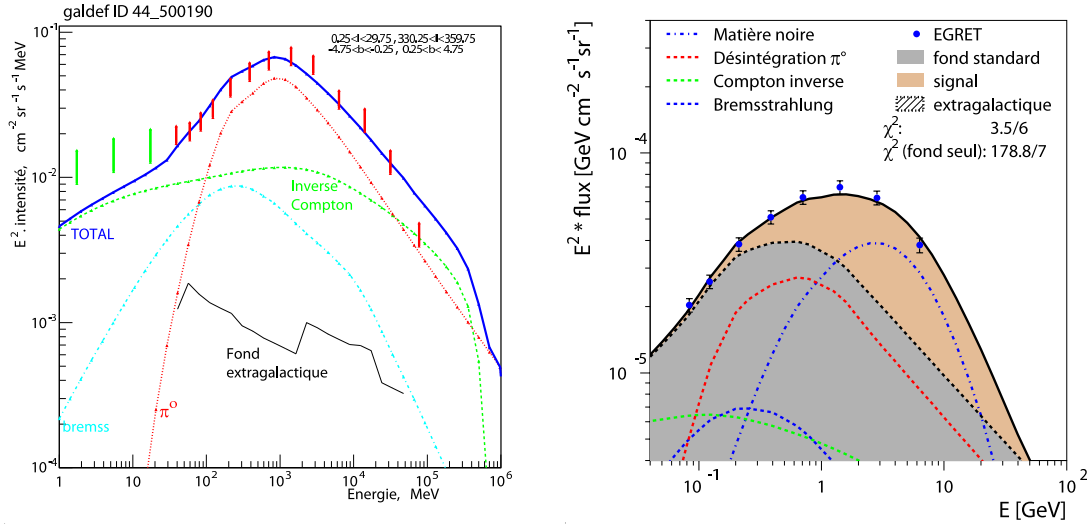 galdef ID 44_500190
0.25<l<29.75 , 330.25<l<359.75
-4.75<b<-0.25 , 0.25<b<4.75
E². intensité, cm⁻² sr⁻¹ s⁻¹ MeV
10⁻¹
10⁻²
10⁻³
10⁻⁴
TOTAL
Inverse
Compton
bremss
π⁰
Fond
extragalactique
1 10 10² 10³ 10⁴ 10⁵ 10⁶
Energie, MeV
E² * flux [GeV cm⁻² s⁻¹ sr⁻¹]
10⁻⁴
10⁻⁵
Matière noire
Désintégration π⁰
Compton inverse
Bremsstrahlung
EGRET
fond standard
signal
extragalactique
χ²: 3.5/6
χ² (fond seul): 178.8/7
10⁻¹ 1 10 10²
E [GeV]